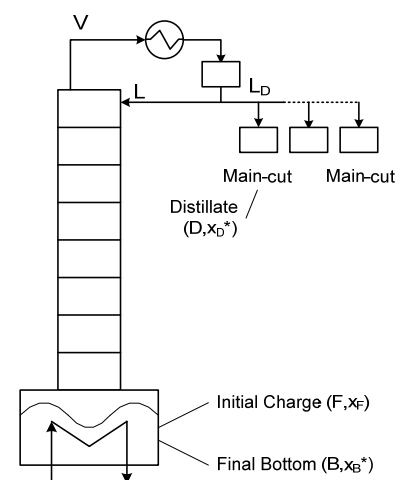 V
L
L_D
Main-cut
Main-cut
Distillate
(D,x_D*)
Initial Charge (F,x_F)
Final Bottom (B,x_B*)